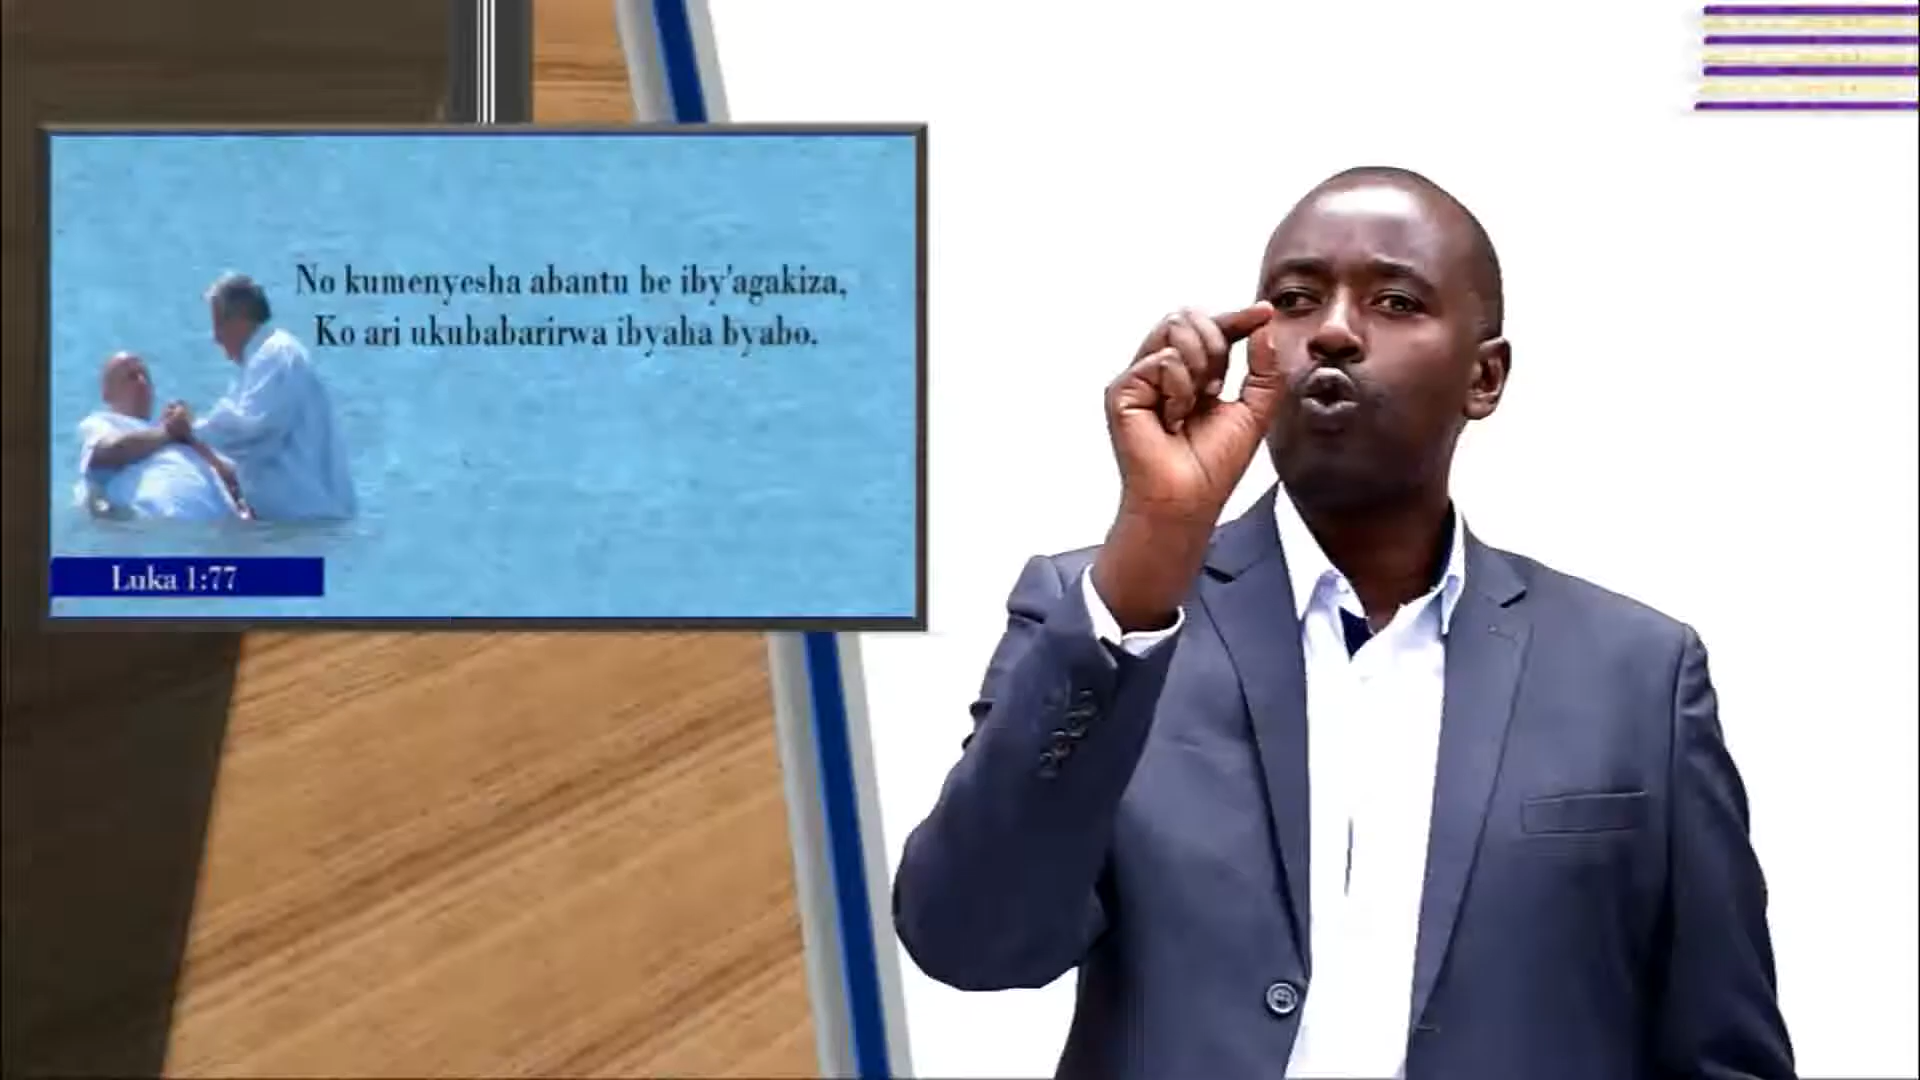 No kumenyesha abantu be iby'agakiza,
Ko ari ukubabarirwa ibyaha byabo.
Luka 1:77